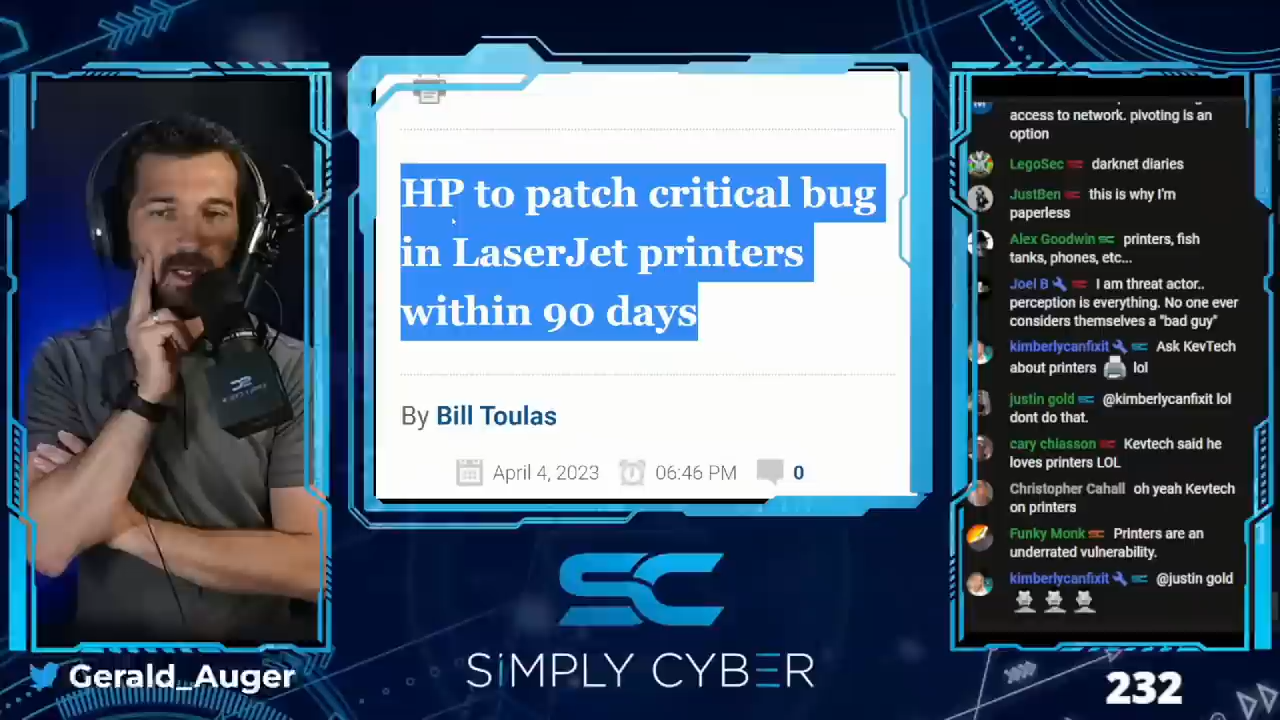 HP to patch critical bug
in LaserJet printers
within 90 days
By Bill Toulas
April 4, 2023 06:46 PM 0
SC
SIMPLY CYBER
Gerald_Auger
access to network. pivoting is an
option
LegoSec darknet diaries
JustBen this is why I'm
paperless
Alex Goodwin printers, fish
tanks, phones, etc...
Joel B I am threat actor..
perception is everything. No one ever
considers themselves a "bad guy"
kimberlycanfixit Ask KevTech
about printers lol
justin gold @kimberlycanfixit lol
dont do that.
cary chiasson Kevtech said he
loves printers LOL
Christopher Cahall oh yeah Kevtech
on printers
Funky Monk Printers are an
underrated vulnerability.
kimberlycanfixit @justin gold
232